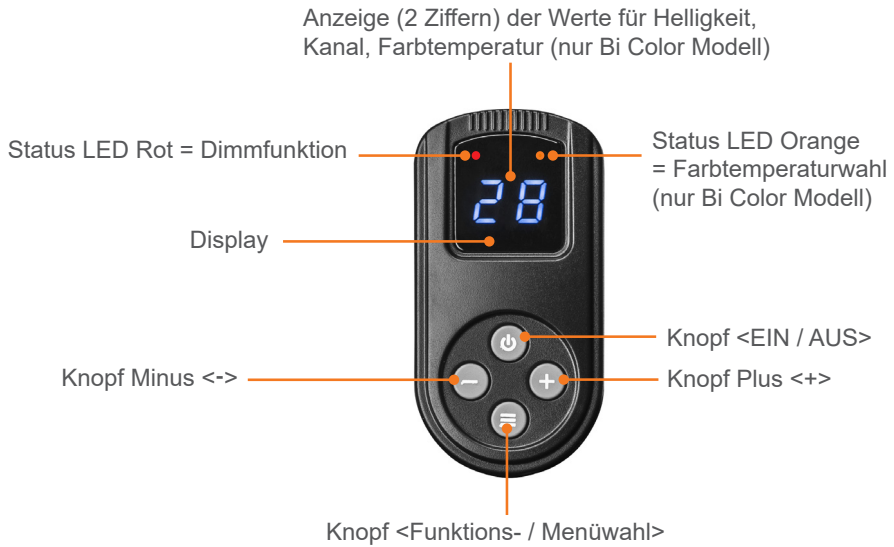 Anzeige (2 Ziffern) der Werte für Helligkeit,
Kanal, Farbtemperatur (nur Bi Color Modell)
Status LED Rot = Dimmfunktion
Status LED Orange
= Farbtemperaturwahl
(nur Bi Color Modell)
28
Display
Knopf <EIN / AUS>
Knopf Minus <->
Knopf Plus <+>
Knopf <Funktions- / Menüwahl>